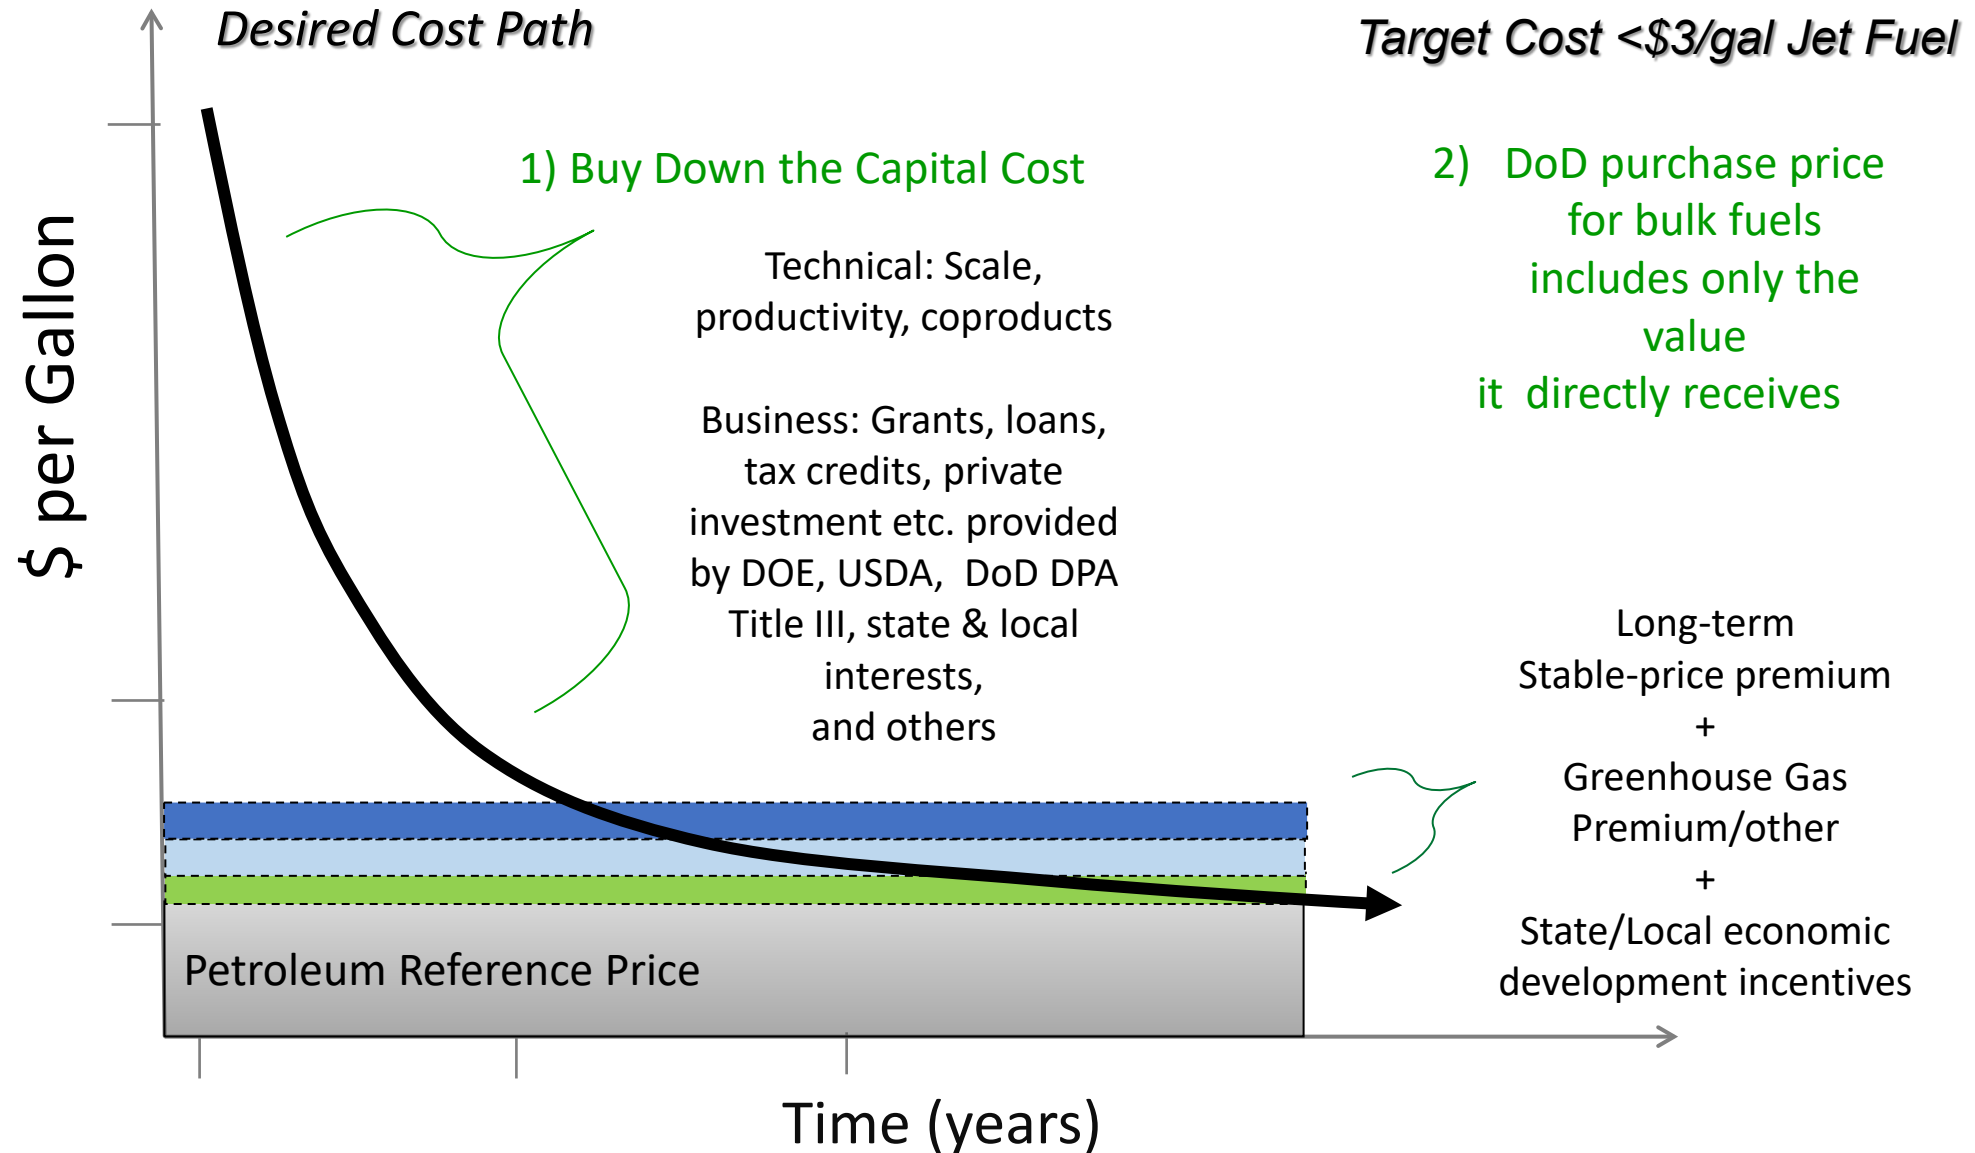 Desired Cost Path
Target Cost <$3/gal Jet Fuel
$ per Gallon
1) Buy Down the Capital Cost
Technical: Scale,
productivity, coproducts
Business: Grants, loans,
tax credits, private
investment etc. provided
by DOE, USDA, DoD DPA
Title III, state & local
interests,
and others
2) DoD purchase price
for bulk fuels
includes only the
value
it directly receives
Long-term
Stable-price premium
+
Greenhouse Gas
Premium/other
+
State/Local economic
development incentives
Petroleum Reference Price
Time (years)